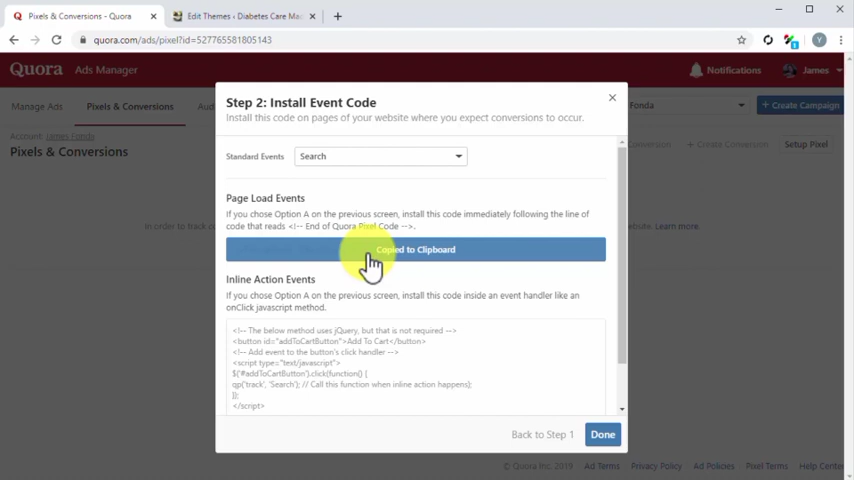 Pixels & Conversions - Quora
Edit Themes ‹ Diabetes Care Ma
quora.com/ads/pixel?id=527765581805143
Y
Quora Ads Manager
Notifications
James
Manage Ads
Pixels & Conversions
Aud
Fonda
+ Create Campaign
Account: James Fonda
Pixels & Conversions
Conversion
+ Create Conversion
Setup Pixel
In order to track co
website. Learn more.
Step 2: Install Event Code
Install this code on pages of your website where you expect conversions to occur.
Standard Events
Search
Page Load Events
If you chose Option A on the previous screen, install this code immediately following the line of
code that reads <!-- End of Quora Pixel Code -->.
Copied to Clipboard
Inline Action Events
If you chose Option A on the previous screen, install this code inside an event handler like an
onClick javascript method.
<!-- The below method uses jQuery, but that is not required -->
<button id="addToCartButton">Add To Cart</button>
<!-- Add event to the button's click handler -->
<script type="text/javascript">
$('#addToCartButton').click(function() {
qp('track', 'Search'); // Call this function when inline action happens);
});
</script>
Back to Step 1
Done
© Quora Inc. 2019
Ad Terms
Privacy Policy
Ad Policies
Pixel Terms
Help Center